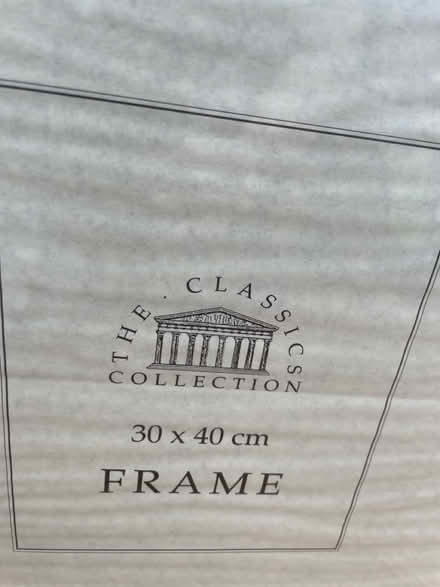 THE . CLASSICS
COLLECTION
30 x 40 cm
FRAME